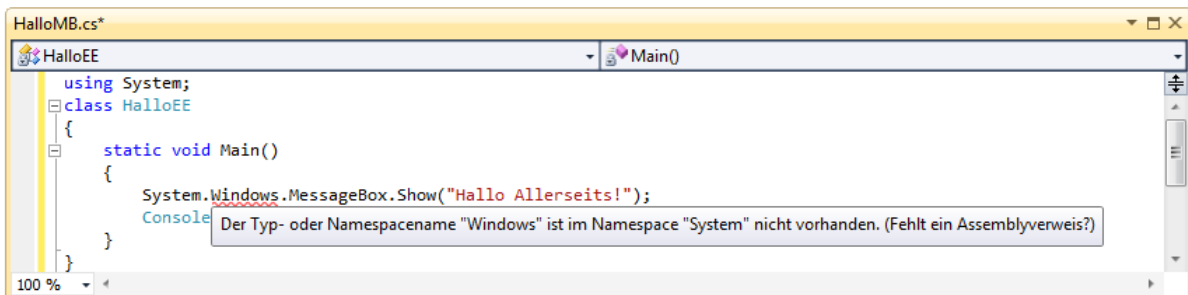 HalloMB.cs*
HalloEE Main()
using System;
class HalloEE
{
static void Main()
{
System.Windows.MessageBox.Show("Hallo Allerseits!");
Console
Der Typ- oder Namespacename "Windows" ist im Namespace "System" nicht vorhanden. (Fehlt ein Assemblyverweis?)
}
}
100 %